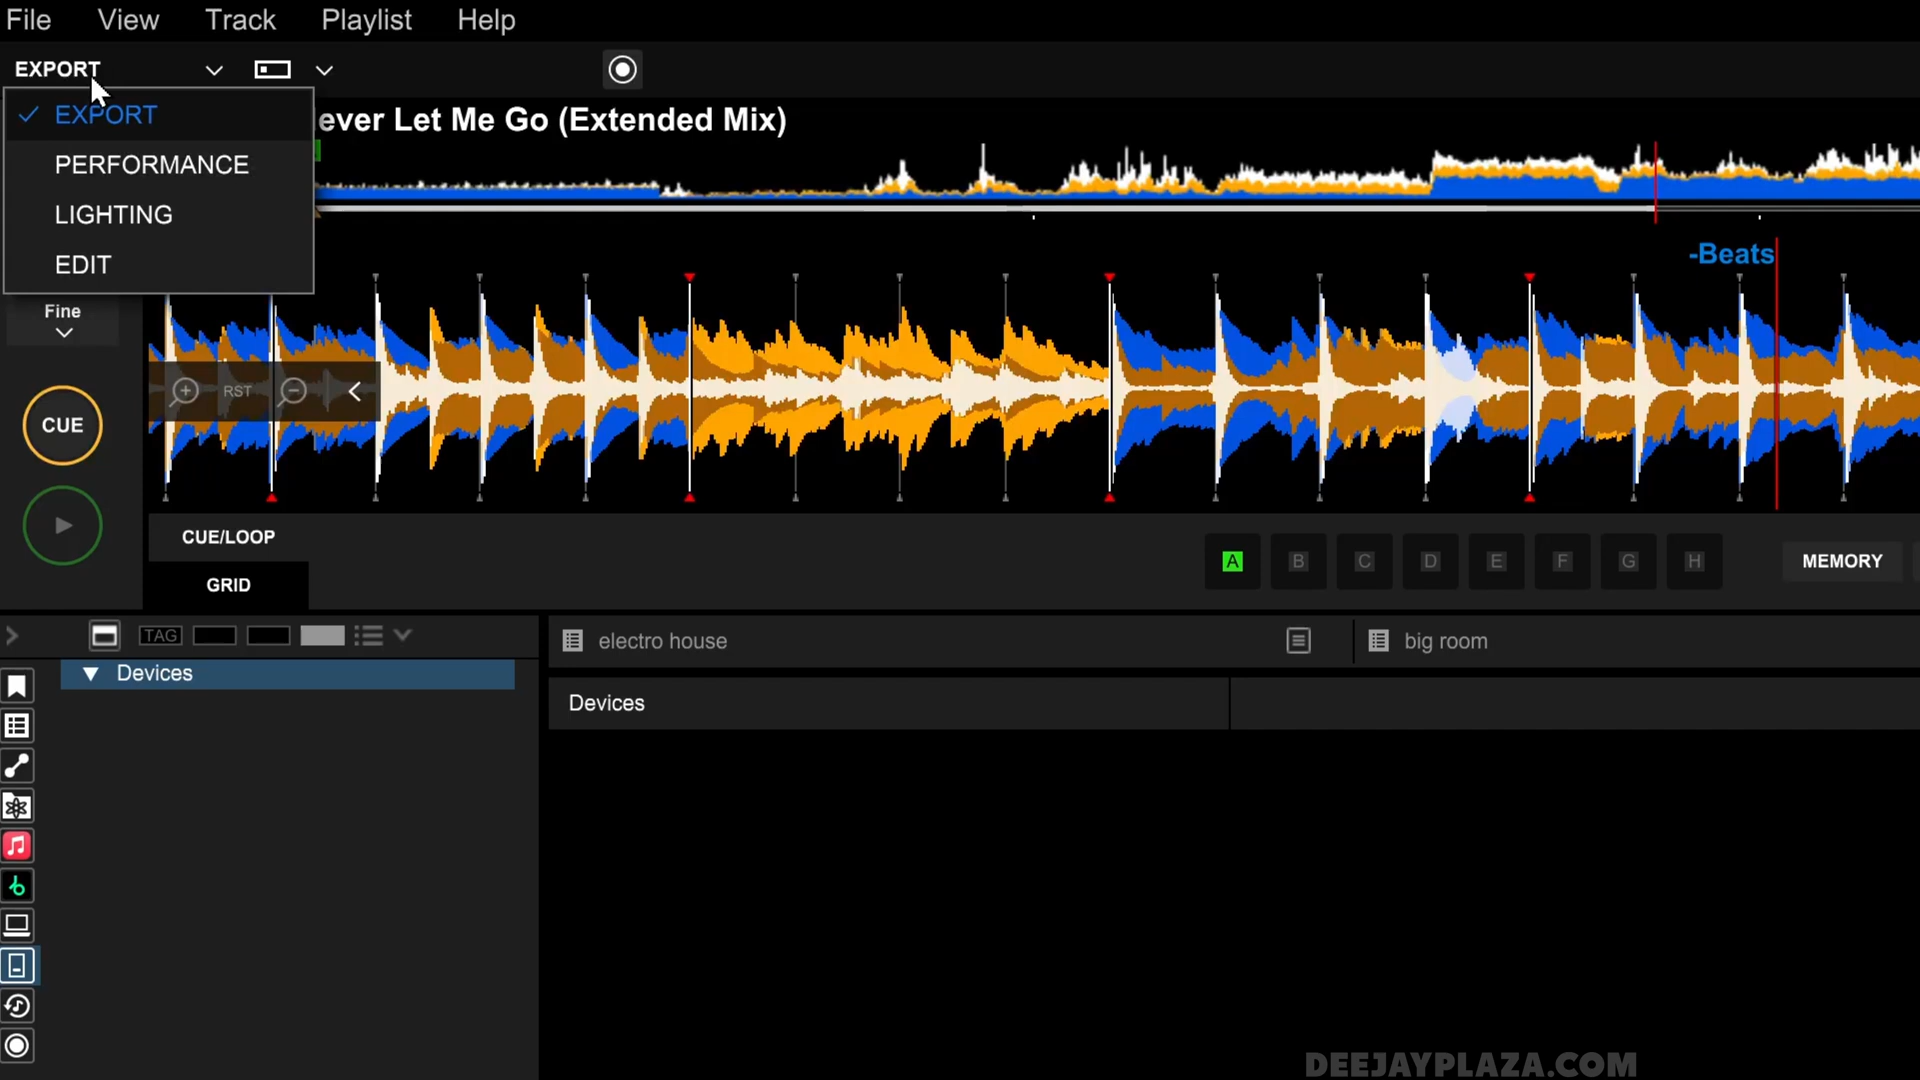 File View Track Playlist Help
EXPORT
EXPORT
PERFORMANCE
LIGHTING
EDIT
ever Let Me Go (Extended Mix)
-Beats
Fine
RST
CUE
CUE/LOOP
GRID
A B C D E F G H
MEMORY
TAG
Devices
electro house
big room
Devices
DEEJAYPLAZA.COM